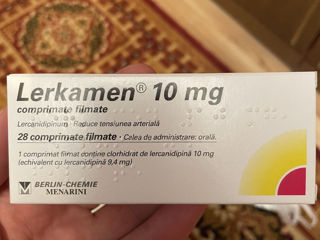 Lerkamen® 10 mg
comprimate filmate
Lercanidipinum Reduce tensiunea arterială
28 comprimate filmate • Calea de administrare: orală.
1 comprimat filmat conține clorhidrat de lercanidipină 10 mg
(echivalent cu lercanidipină 9,4 mg)
BERLIN-CHEMIE
MENARINI